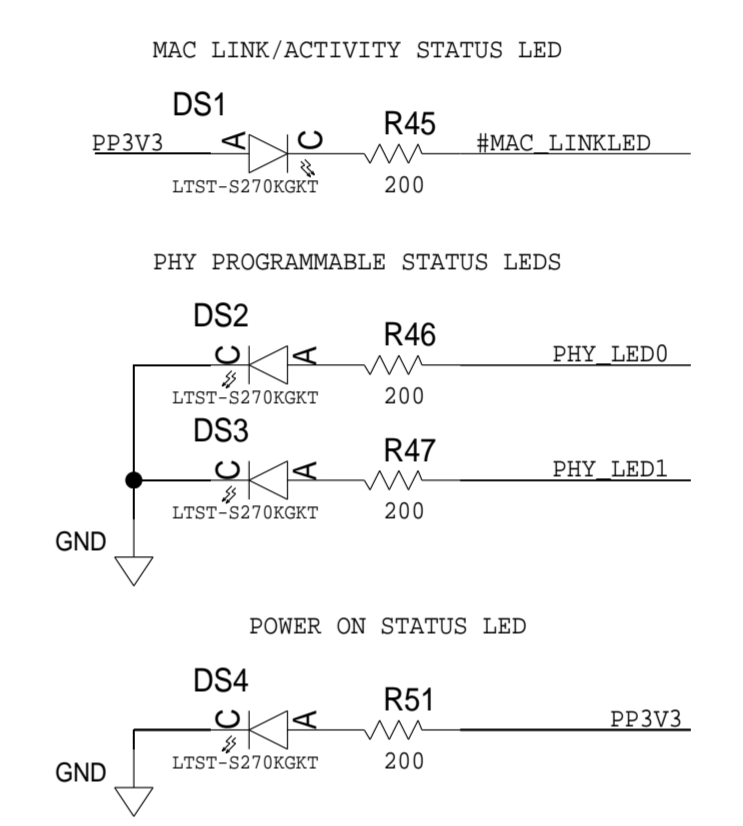 MAC LINK/ACTIVITY STATUS LED
DS1
R45
PP3V3 A C #MAC_LINKLED
LTST-S270KGKT 200
PHY PROGRAMMABLE STATUS LEDS
DS2
R46
C A PHY_LED0
LTST-S270KGKT 200
DS3
R47
C A PHY_LED1
LTST-S270KGKT 200
GND
POWER ON STATUS LED
DS4
R51
C A PP3V3
LTST-S270KGKT 200
GND